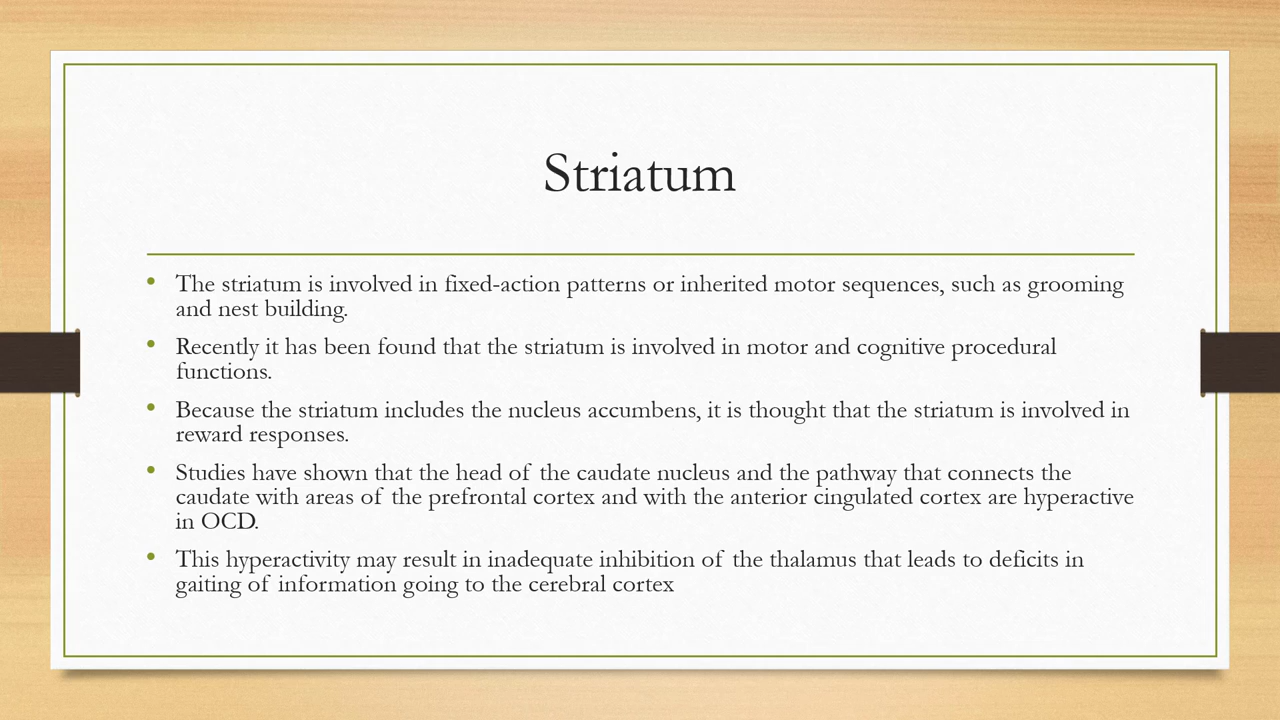 Striatum
• The striatum is involved in fixed-action patterns or inherited motor sequences, such as grooming
and nest building.
• Recently it has been found that the striatum is involved in motor and cognitive procedural
functions.
• Because the striatum includes the nucleus accumbens, it is thought that the striatum is involved in
reward responses.
• Studies have shown that the head of the caudate nucleus and the pathway that connects the
caudate with areas of the prefrontal cortex and with the anterior cingulated cortex are hyperactive
in OCD.
• This hyperactivity may result in inadequate inhibition of the thalamus that leads to deficits in
gaiting of information going to the cerebral cortex